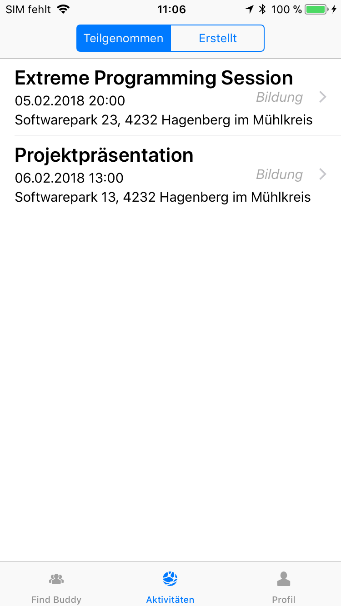 SIM fehlt 11:06 100 %
Teilgenommen Erstellt
Extreme Programming Session
05.02.2018 20:00 Bildung
Softwarepark 23, 4232 Hagenberg im Mühlkreis
Projektpräsentation
06.02.2018 13:00 Bildung
Softwarepark 13, 4232 Hagenberg im Mühlkreis
Find Buddy Aktivitäten Profil